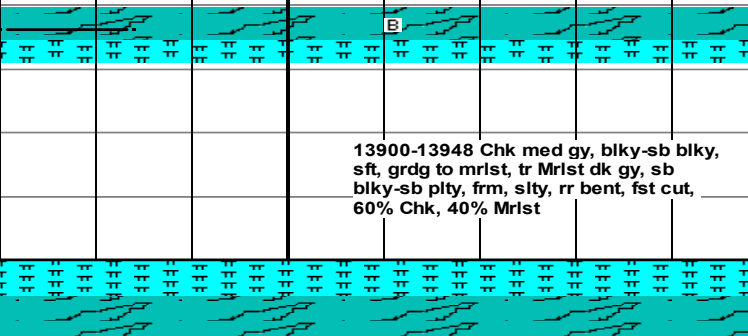 B
13900-13948 Chk med gy, blky-sb blky,
sft, grdg to mrlst, tr Mrlst dk gy, sb
blky-sb plty, frm, slty, rr bent, fst cut,
60% Chk, 40% Mrlst